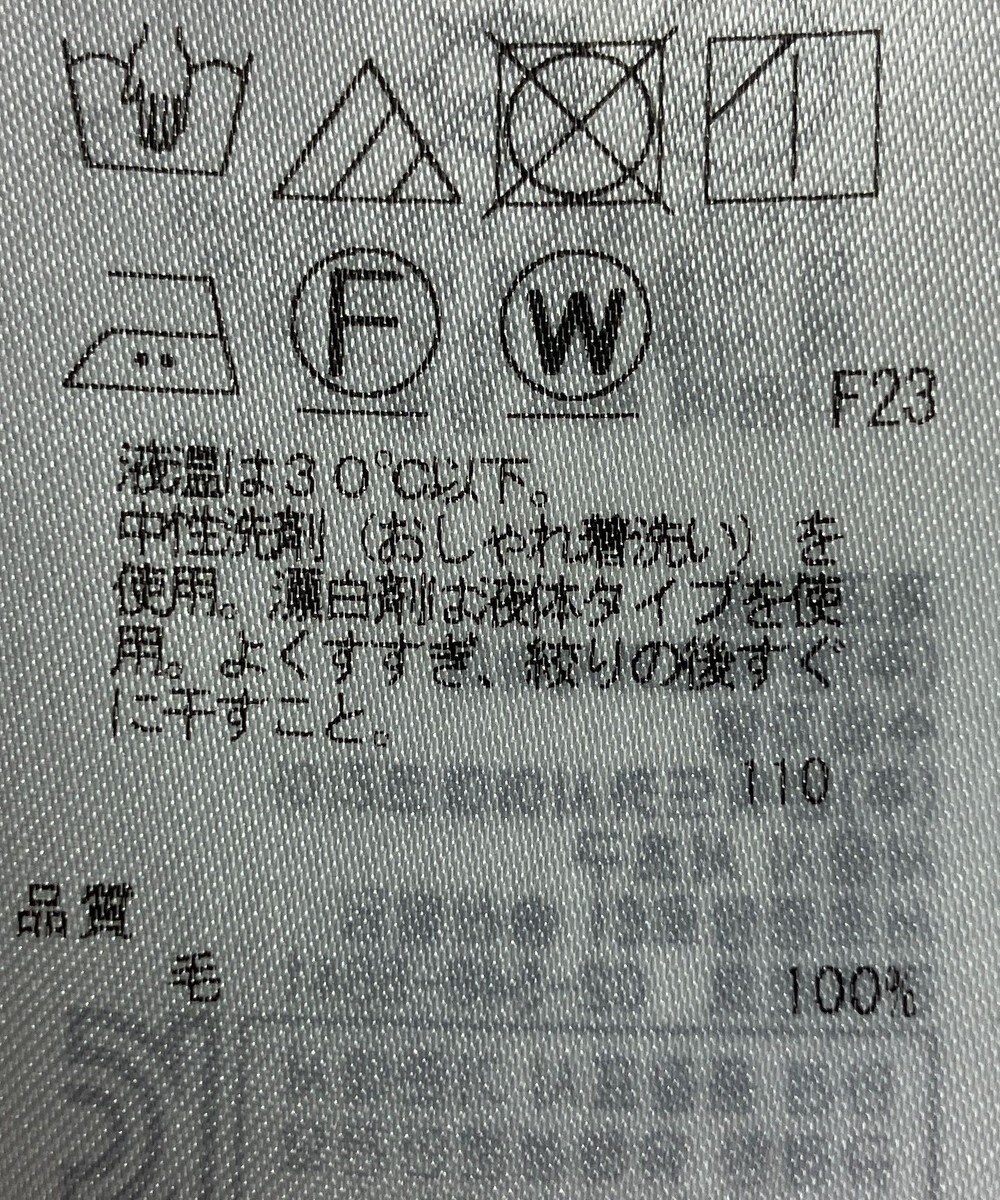 F W
F23
液温は30℃以下。
中性洗剤(おしゃれ着洗い)を
使用。漂白剤は液体タイプを使
用。よくすすぎ、絞りの後すぐ
に干すこと。
110
品質
毛 100%